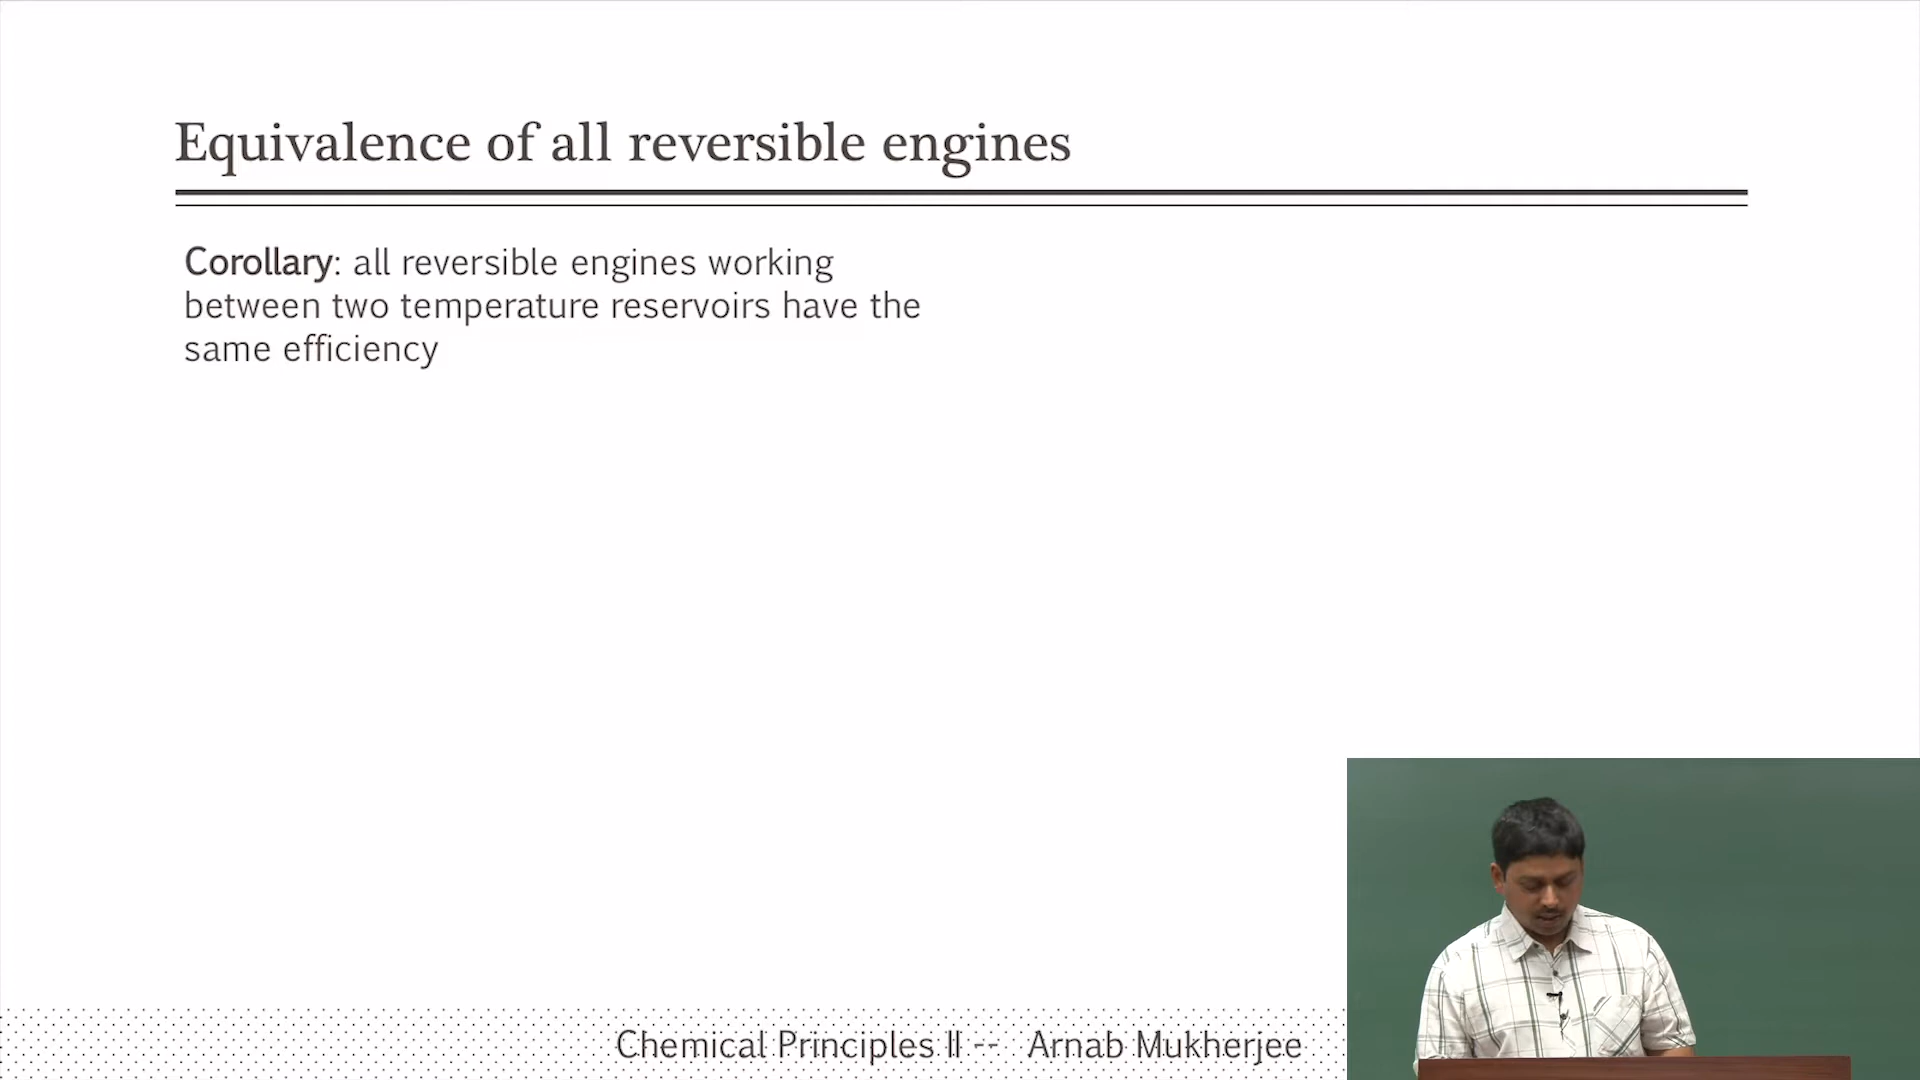 Equivalence of all reversible engines
Corollary: all reversible engines working
between two temperature reservoirs have the
same efficiency
Chemical Principles II -- Arnab Mukherjee